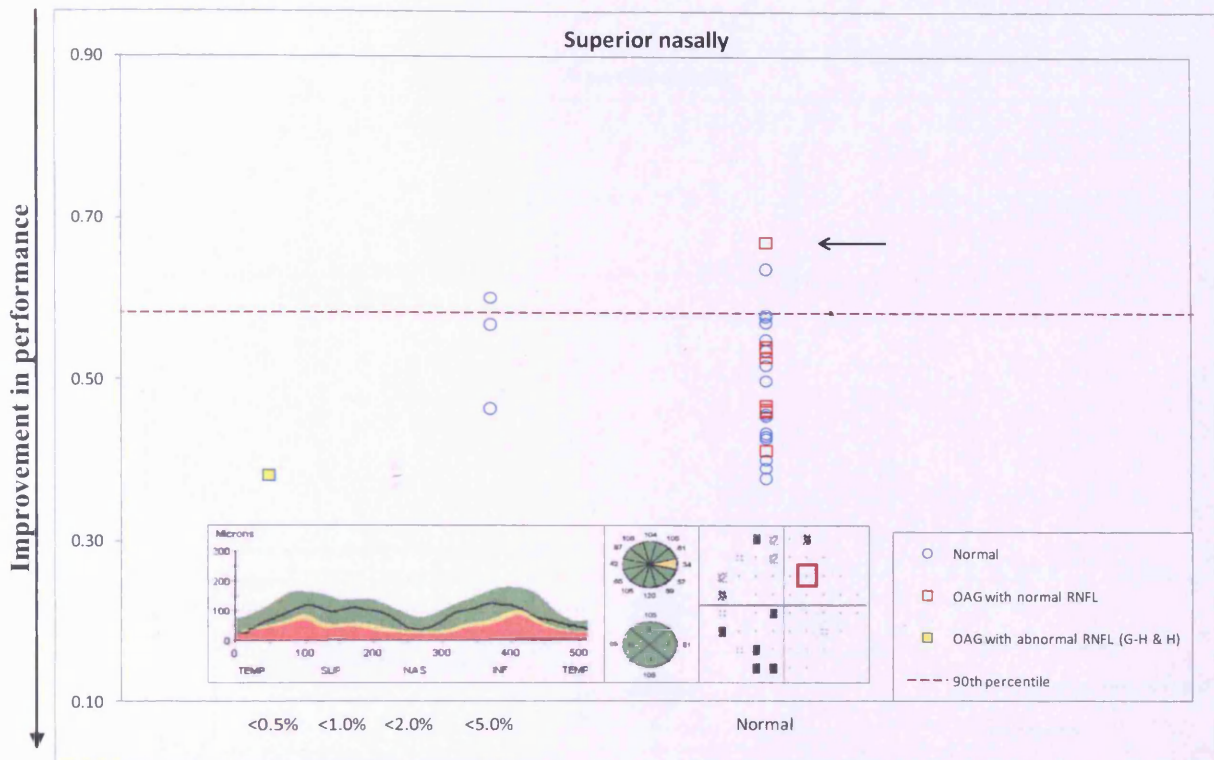 Superior nasally
Improvement in performance
0.90
0.70
0.50
0.30
0.10
Microns
300
200
100
0
0 100 200 300 400 500
TEMP SUP NAS INF TEMP
Normal
OAG with normal RNFL
OAG with abnormal RNFL (G-H & H)
90th percentile
<0.5% <1.0% <2.0% <5.0% Normal